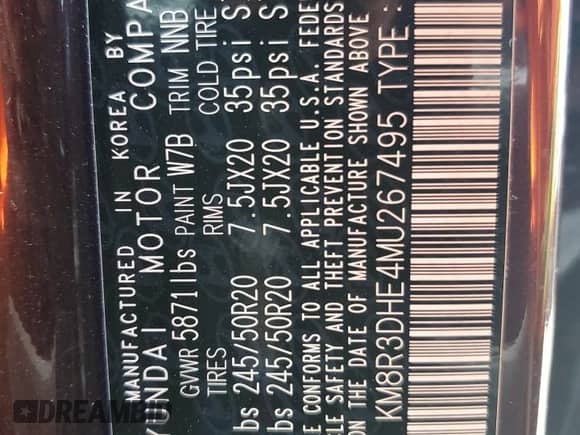 MANUFACTURED IN KOREA BY
YUNDAI MOTOR COMPA
GVWR 5871lbs PAINT W7B TRIM NNB
TIRES RIMS COLD TIRE
bs 245/50R20 7.5JX20 35psi S
bs 245/50R20 7.5JX20 35psi S
E CONFORMS TO ALL APPLICABLE U.S.A. FEDE
CLE SAFETY AND THEFT PREVENTION STANDARDS
ON THE DATE OF MANUFACTURE SHOWN ABOVE
KM8R3DHE4MU267495 TYPE :
DREAMBID